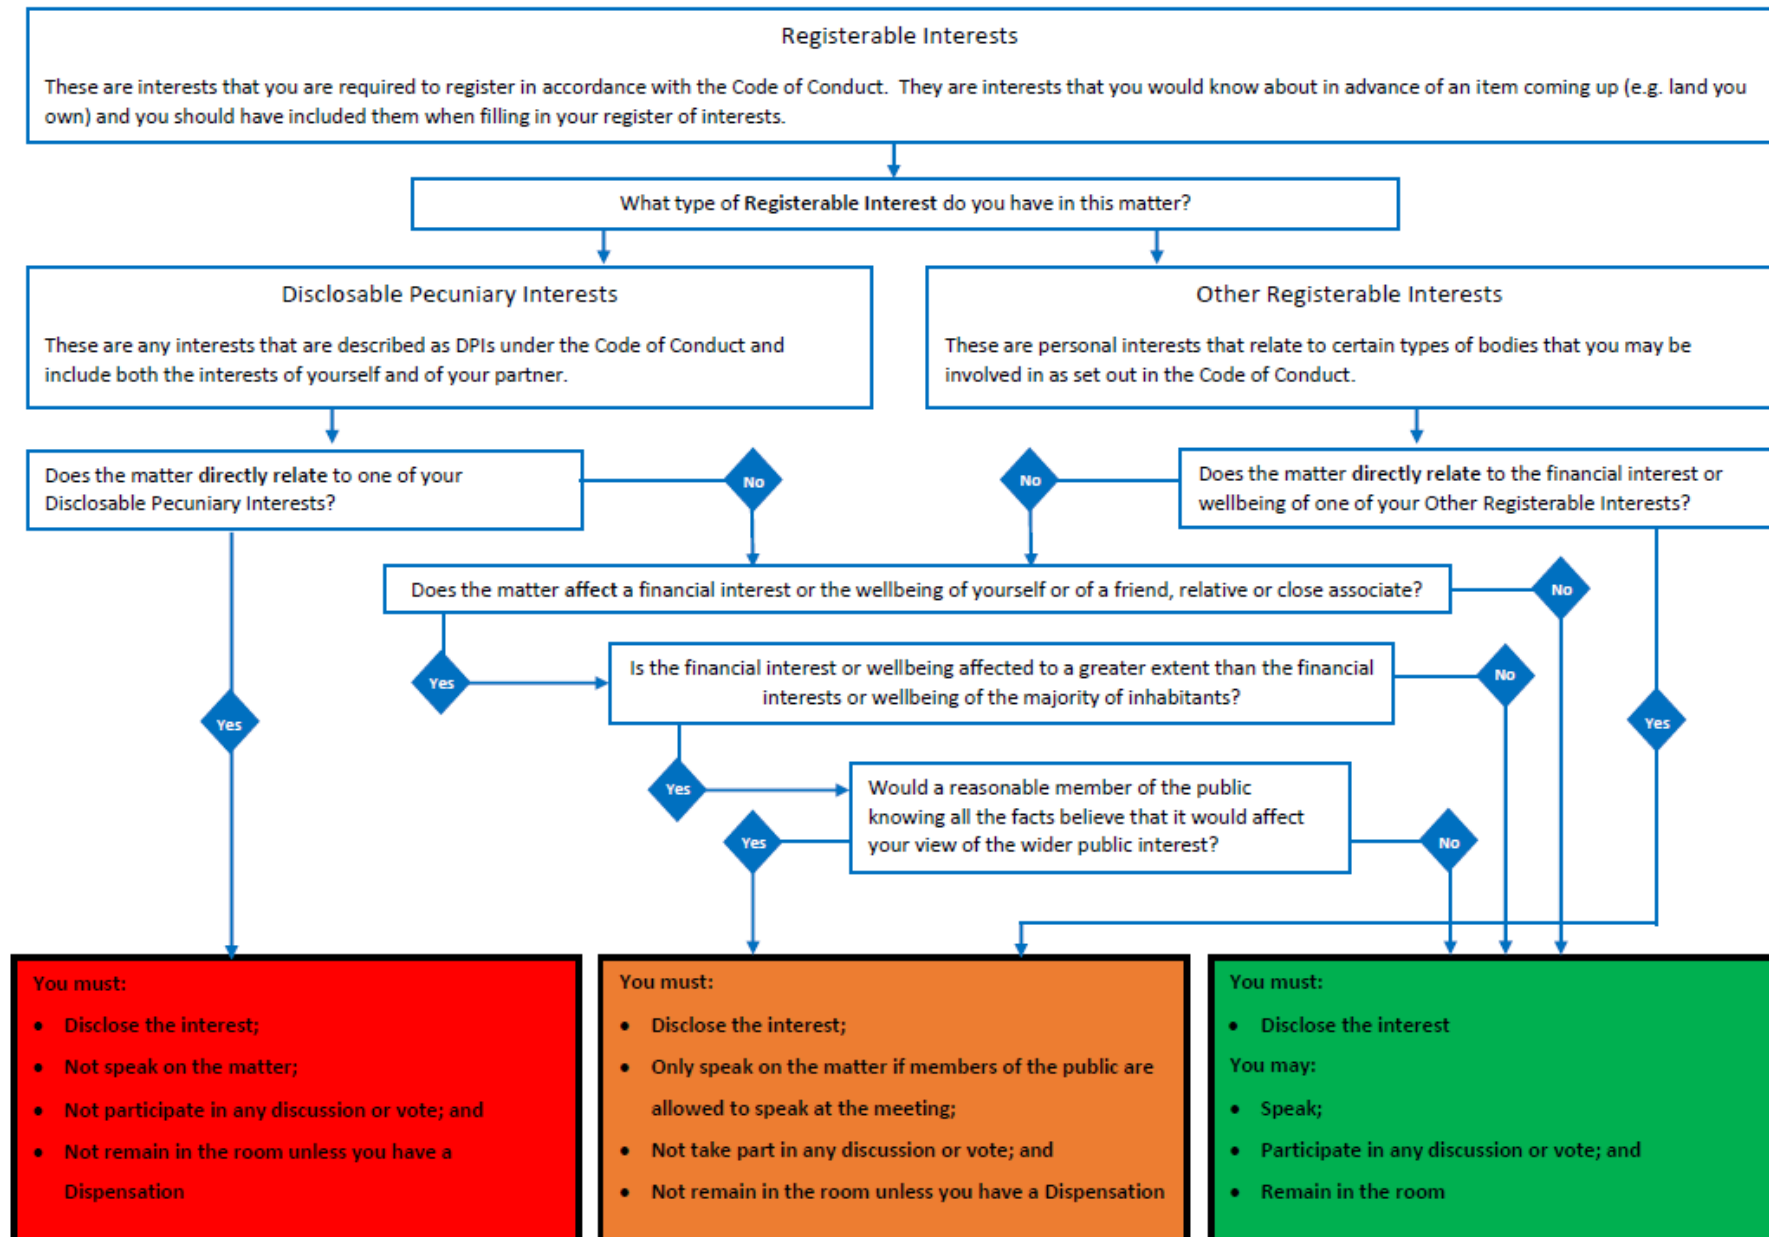 Registerable Interests
These are interests that you are required to register in accordance with the Code of Conduct.  They are interests that you would know about in advance of an item coming up (e.g. land you
own) and you should have included them when filling in your register of interests.
What type of Registerable Interest do you have in this matter?
Disclosable Pecuniary Interests
These are any interests that are described as DPIs under the Code of Conduct and
include both the interests of yourself and of your partner.
Other Registerable Interests
These are personal interests that relate to certain types of bodies that you may be
involved in as set out in the Code of Conduct.
Does the matter directly relate to one of your
Disclosable Pecuniary Interests?
No
No
Does the matter directly relate to the financial interest or
wellbeing of one of your Other Registerable Interests?
Does the matter affect a financial interest or the wellbeing of yourself or of a friend, relative or close associate?
No
Yes
Is the financial interest or wellbeing affected to a greater extent than the financial
interests or wellbeing of the majority of inhabitants?
No
Yes
Yes
Yes
Would a reasonable member of the public
knowing all the facts believe that it would affect
your view of the wider public interest?
Yes
No
You must:
• Disclose the interest;
• Not speak on the matter;
• Not participate in any discussion or vote; and
• Not remain in the room unless you have a
Dispensation
You must:
• Disclose the interest;
• Only speak on the matter if members of the public are
allowed to speak at the meeting;
• Not take part in any discussion or vote; and
• Not remain in the room unless you have a Dispensation
You must:
• Disclose the interest
You may:
• Speak;
• Participate in any discussion or vote; and
• Remain in the room